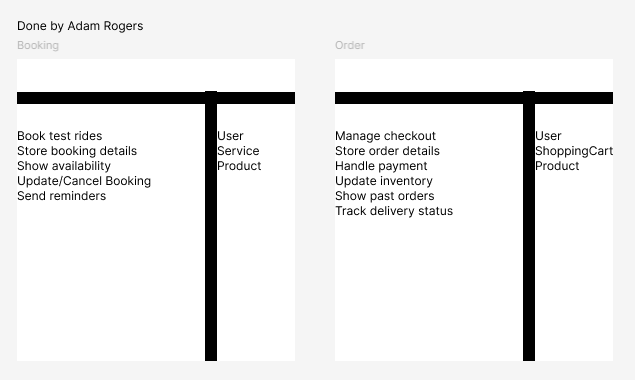 Done by Adam Rogers
Booking
Book test rides
Store booking details
Show availability
Update/Cancel Booking
Send reminders
User
Service
Product
Order
Manage checkout
Store order details
Handle payment
Update inventory
Show past orders
Track delivery status
User
ShoppingCart
Product